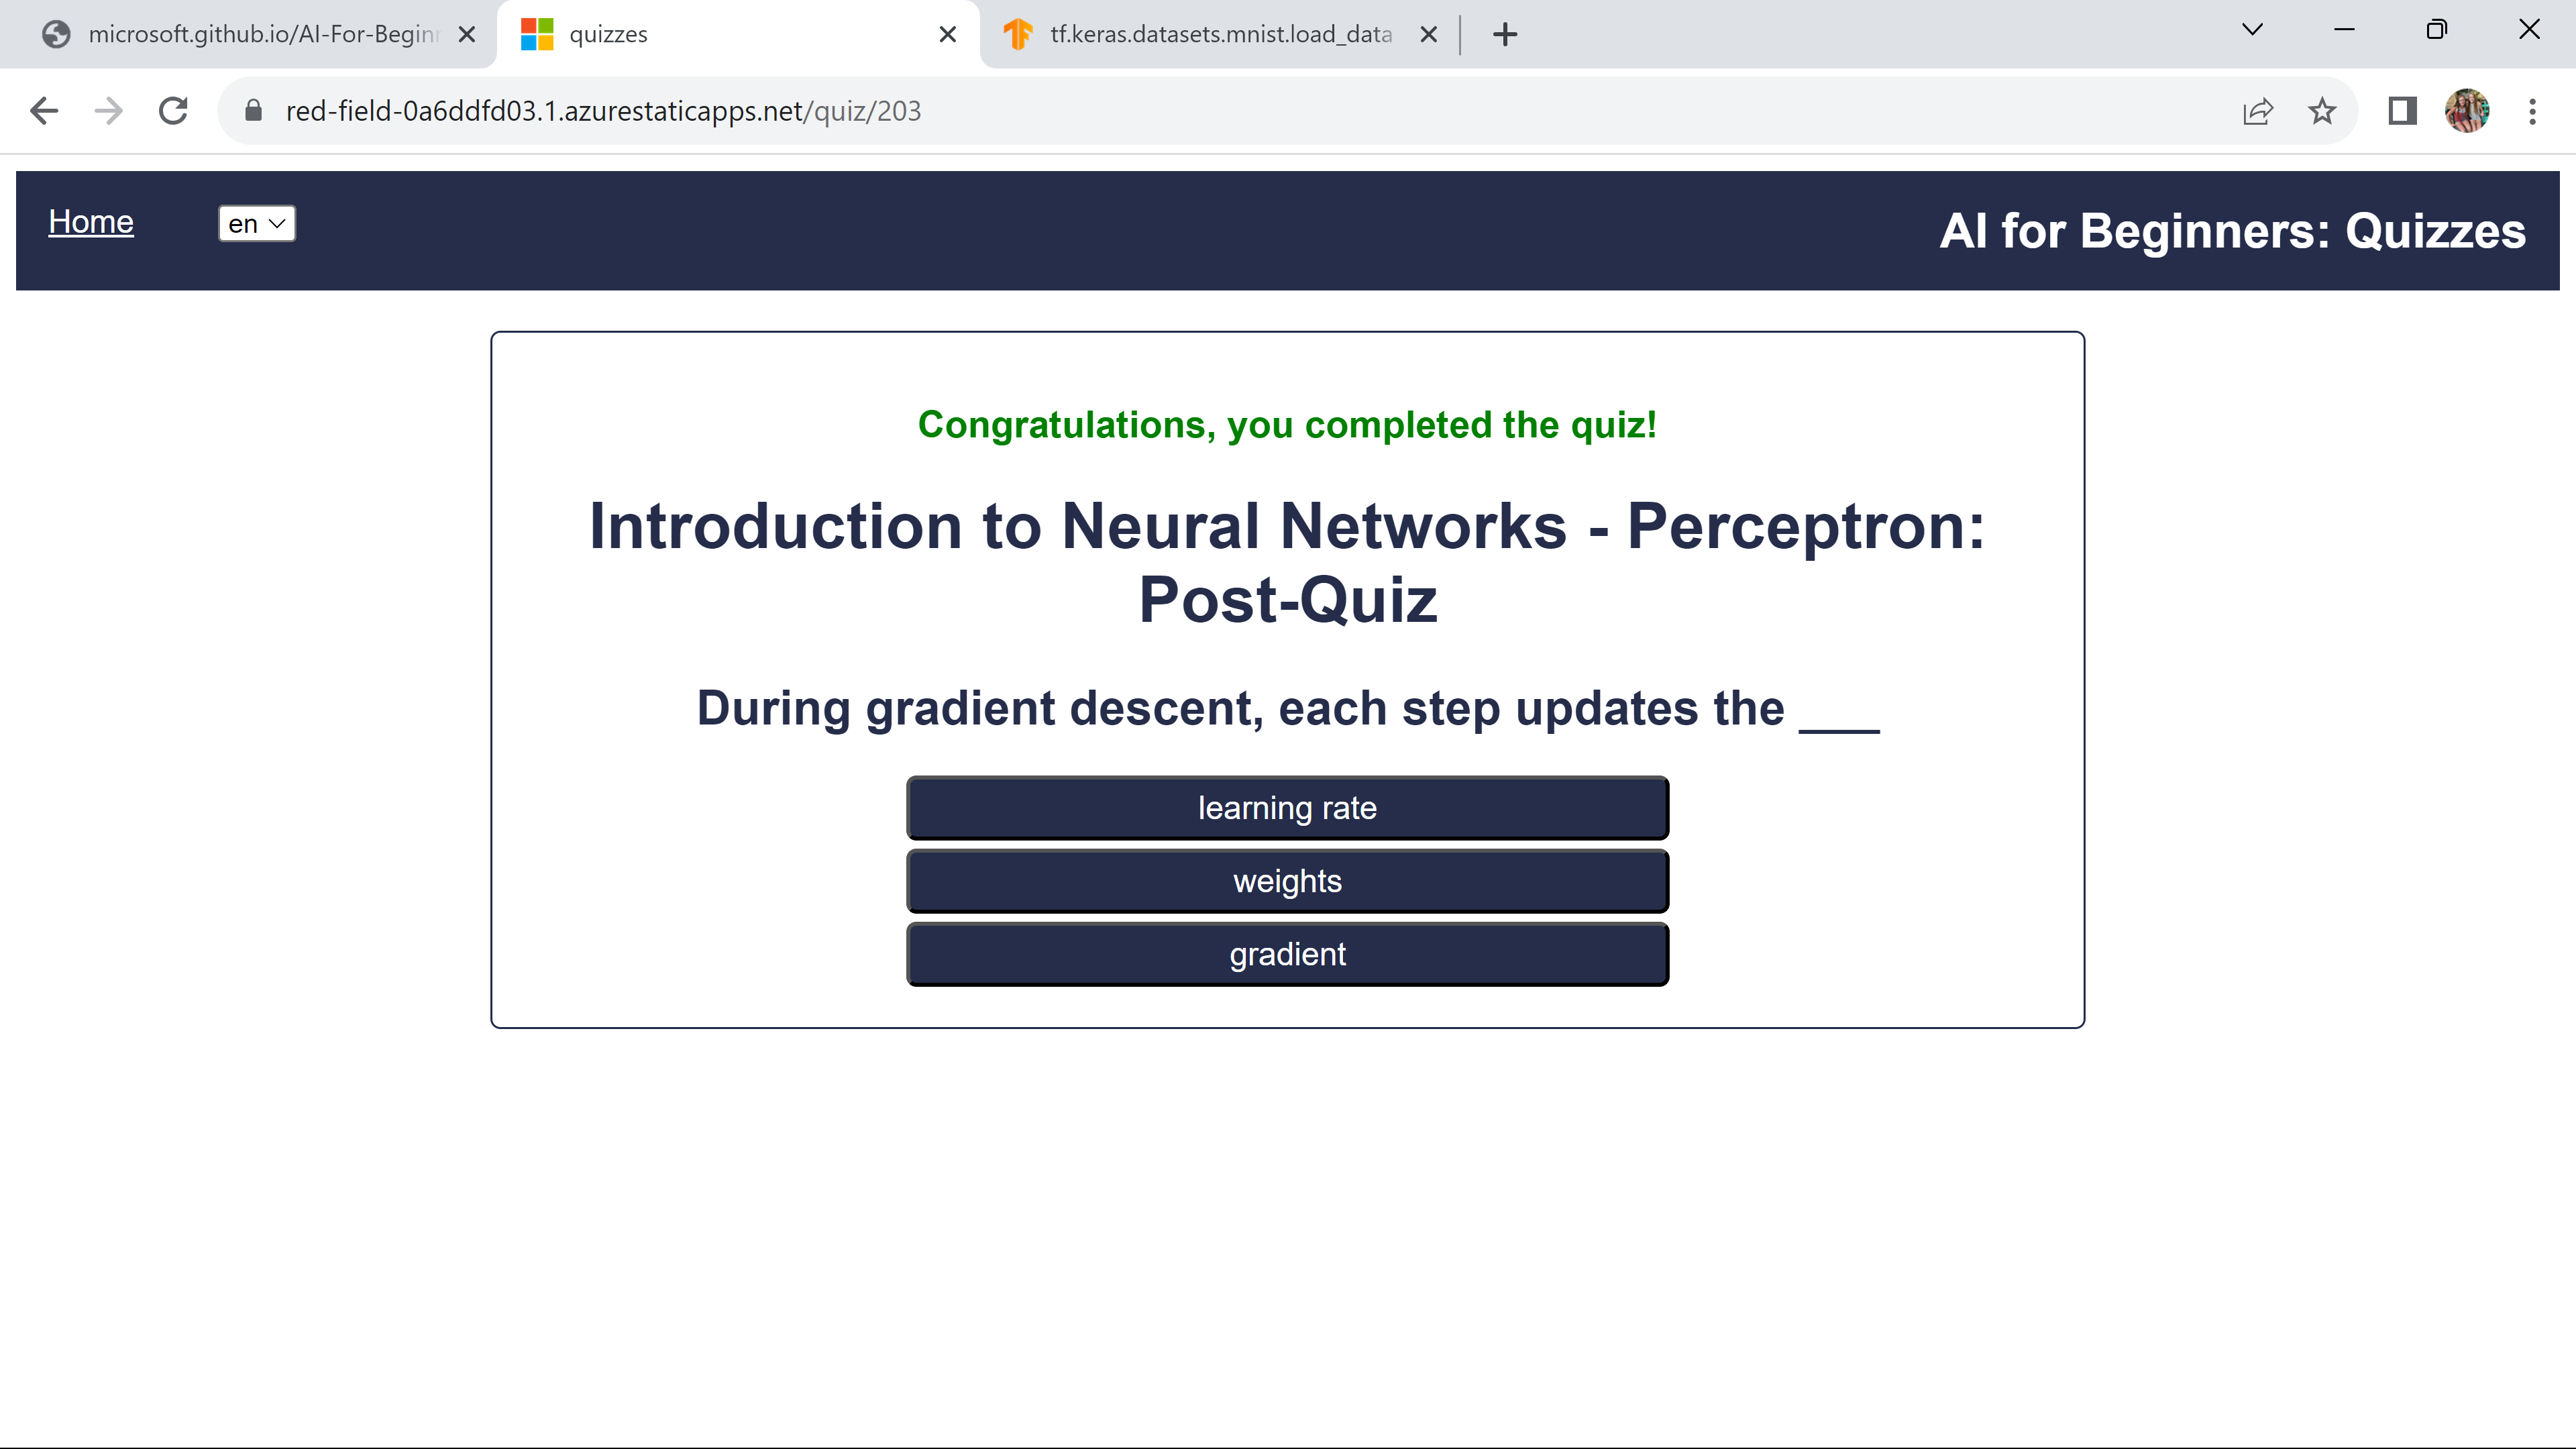 microsoft.github.io/AI-For-Begin
quizzes
tf.keras.datasets.mnist.load_data
red-field-0a6ddfd03.1.azurestaticapps.net/quiz/203
Home
en
AI for Beginners: Quizzes
Congratulations, you completed the quiz!
Introduction to Neural Networks - Perceptron:
Post-Quiz
During gradient descent, each step updates the ___
learning rate
weights
gradient